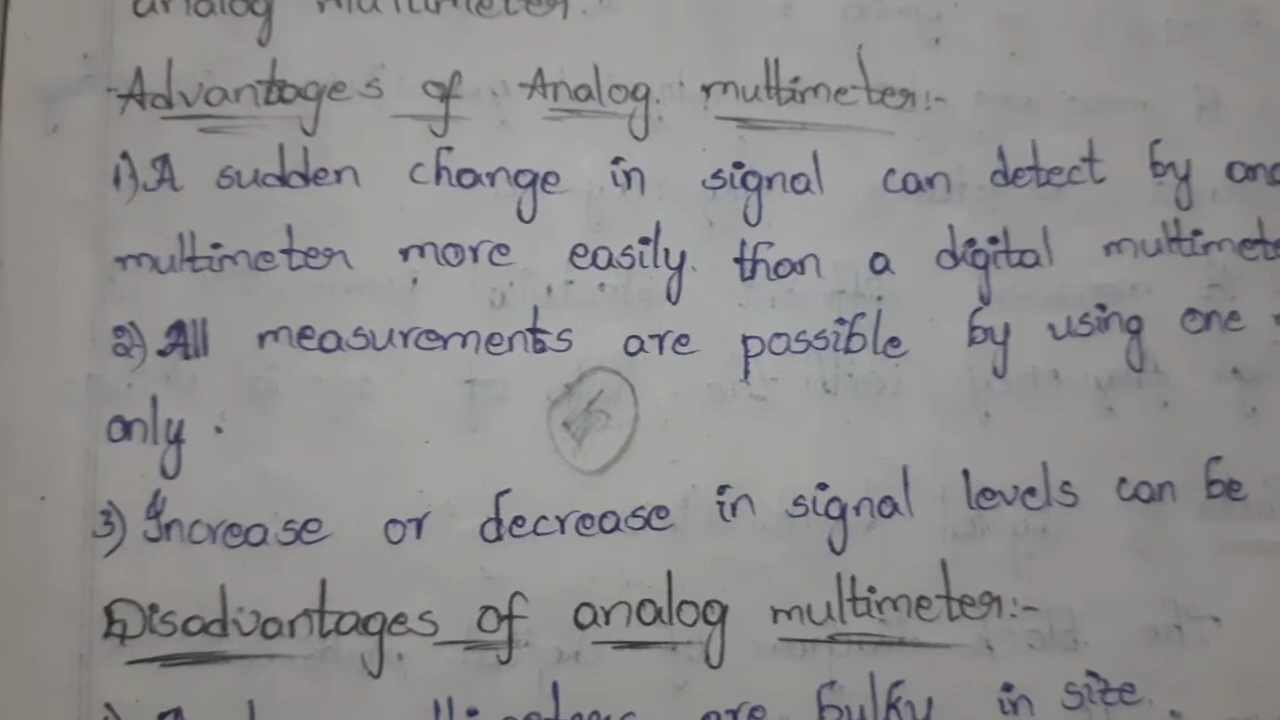 analog multimeter.
Advantages of Analog multimeter:-
1) A sudden change in signal can detect by
multimeter more easily than a digital
2) All measurements are possible by using one
only.
3) Increase or decrease in signal levels can be
Disadvantages of analog multimeter:-
are bulky in size.